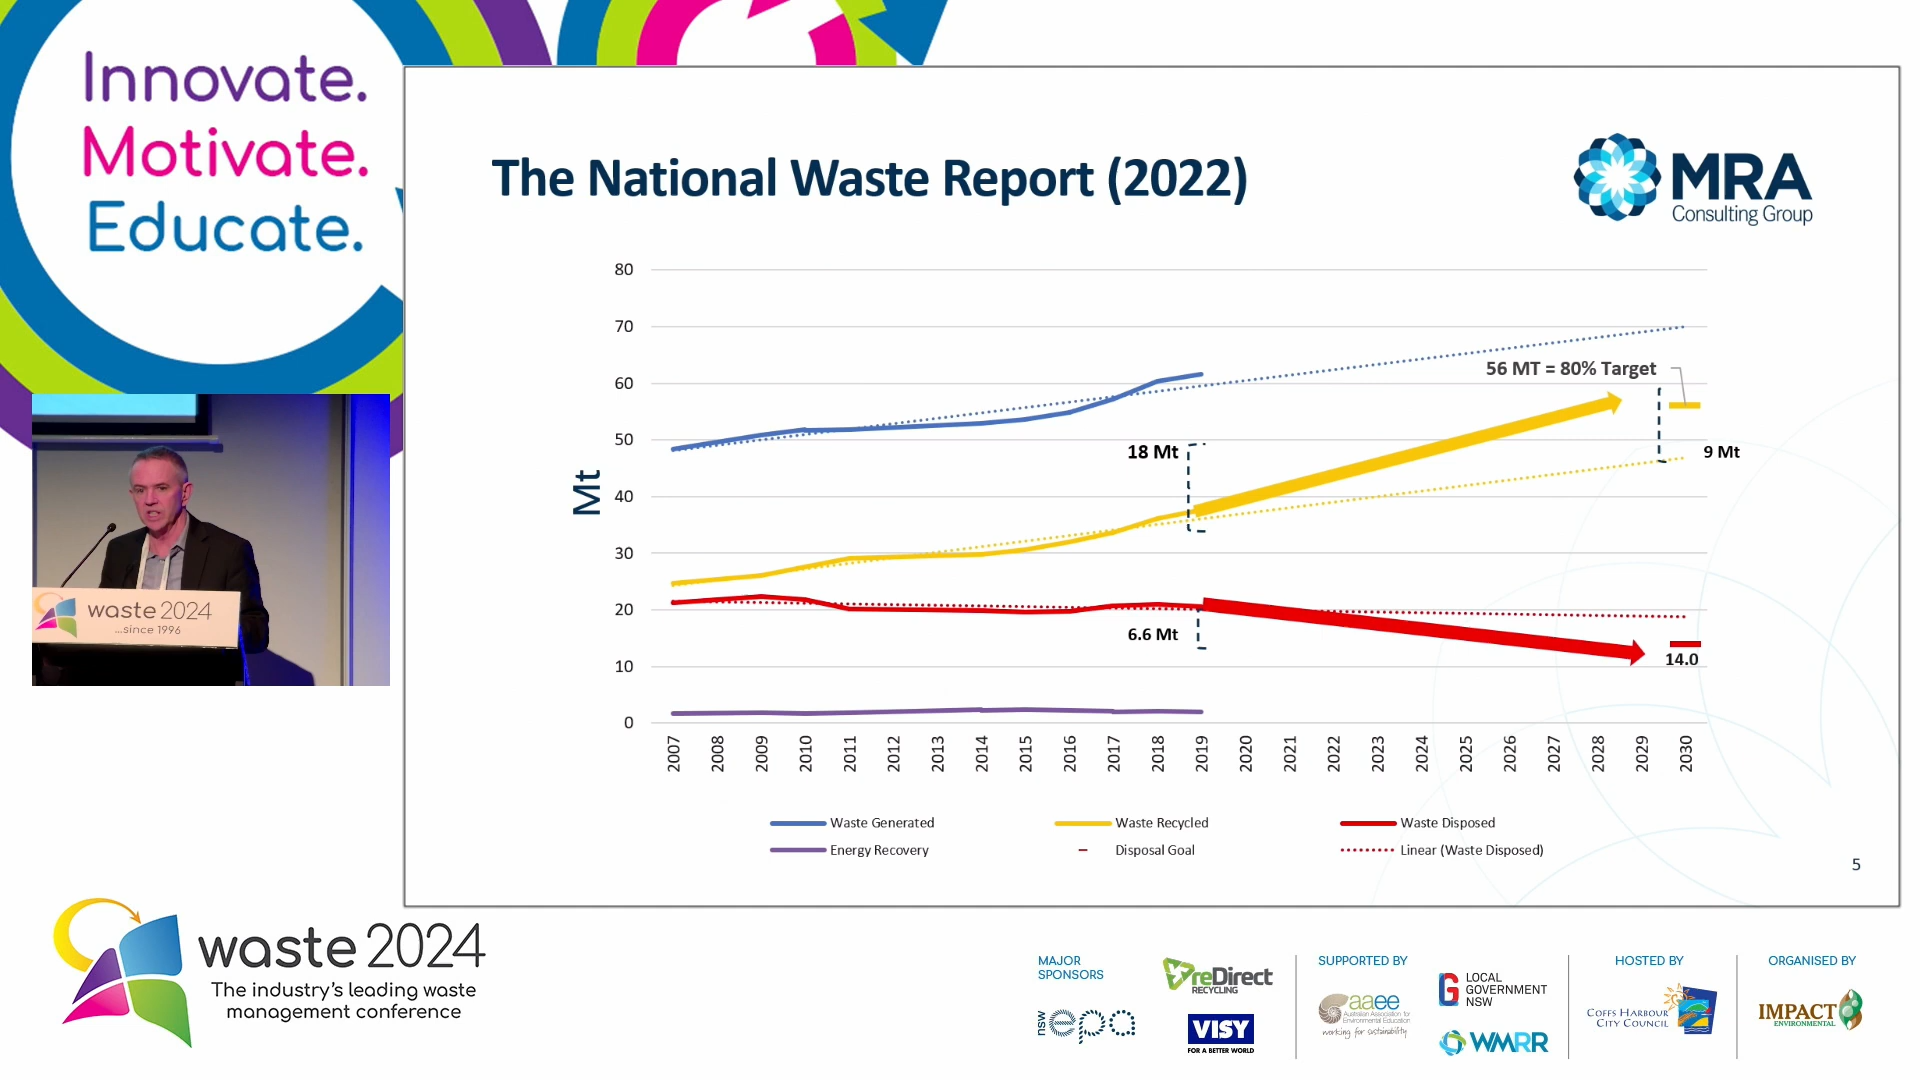 Innovate.
Motivate.
Educate.
The National Waste Report (2022)
MRA
Consulting Group
80
70
60
50
40
30
20
10
0
Mt
56 MT = 80% Target
18 Mt
9 Mt
6.6 Mt
14.0
2007
2008
2009
2010
2011
2012
2013
2014
2015
2016
2017
2018
2019
2020
2021
2022
2023
2024
2025
2026
2027
2028
2029
2030
Waste Generated
Waste Recycled
Waste Disposed
Energy Recovery
Disposal Goal
Linear (Waste Disposed)
5
waste 2024
...since 1996
waste 2024
The industry's leading waste
management conference
MAJOR
SPONSORS
nsw epa
reDirect
RECYCLING
VISY
FOR A BETTER WORLD
SUPPORTED BY
aaee
Australian Association for
Environmental Education
working for sustainability
LG
LOCAL
GOVERNMENT
NSW
WMRR
HOSTED BY
COFFS HARBOUR
CITY COUNCIL
ORGANISED BY
IMPACT
ENVIRONMENTAL